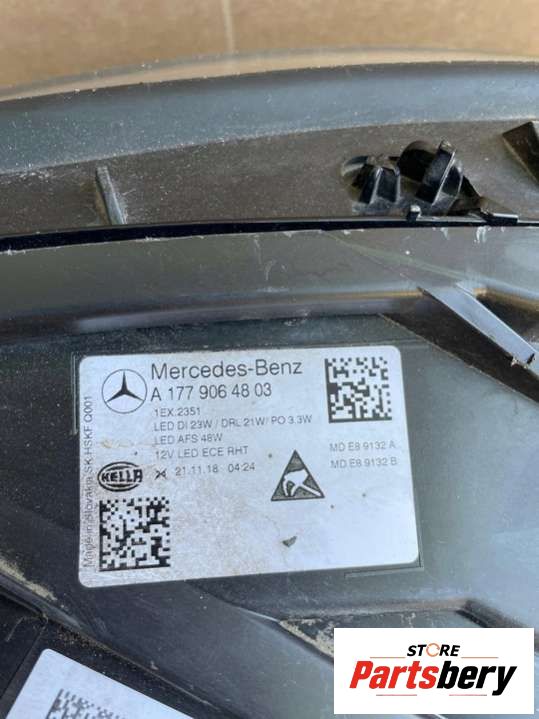 Mercedes-Benz
A 177 906 48 03
1EX.2351
LED DI 23W / DRL 21W / PO 3.3W
LED AFS 48W
12V LED ECE RHT
MD E8 9132 A
MD E8 9132 B
HELLA
21.11.18 04:24
Made in Slovakia SK HSKF Q001
STORE
Partsbery